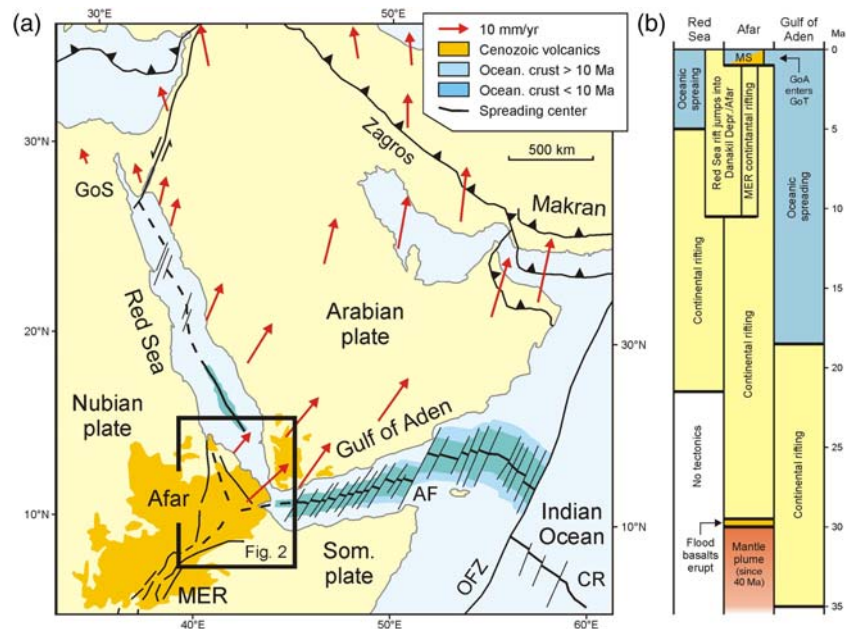 (a)
30°E
50°E
10 mm/yr
Cenozoic volcanics
Ocean. crust > 10 Ma
Ocean. crust < 10 Ma
Spreading center
500 km
30°N
GoS
Zagros
Makran
Red Sea
Arabian
plate
20°N
30°N
Nubian
plate
Gulf of Aden
Afar
AF
Indian
Ocean
10°N
10°N
Fig. 2
Som.
plate
OFZ
CR
MER
40°E
60°E
(b)
Red
Sea
Afar
Gulf of
Aden
Ma
0
5
10
15
20
25
30
35
Oceanic spreaing
Continental rifting
No tectonics
MS
Red Sea rift jumps into
Danakil Depr./Afar
MER contintantal rifting
Continental rifting
Flood
basalts
erupt
Mantle
plume
(since
40 Ma)
GoA
enters
GoT
Oceanic spreading
Continental rifting